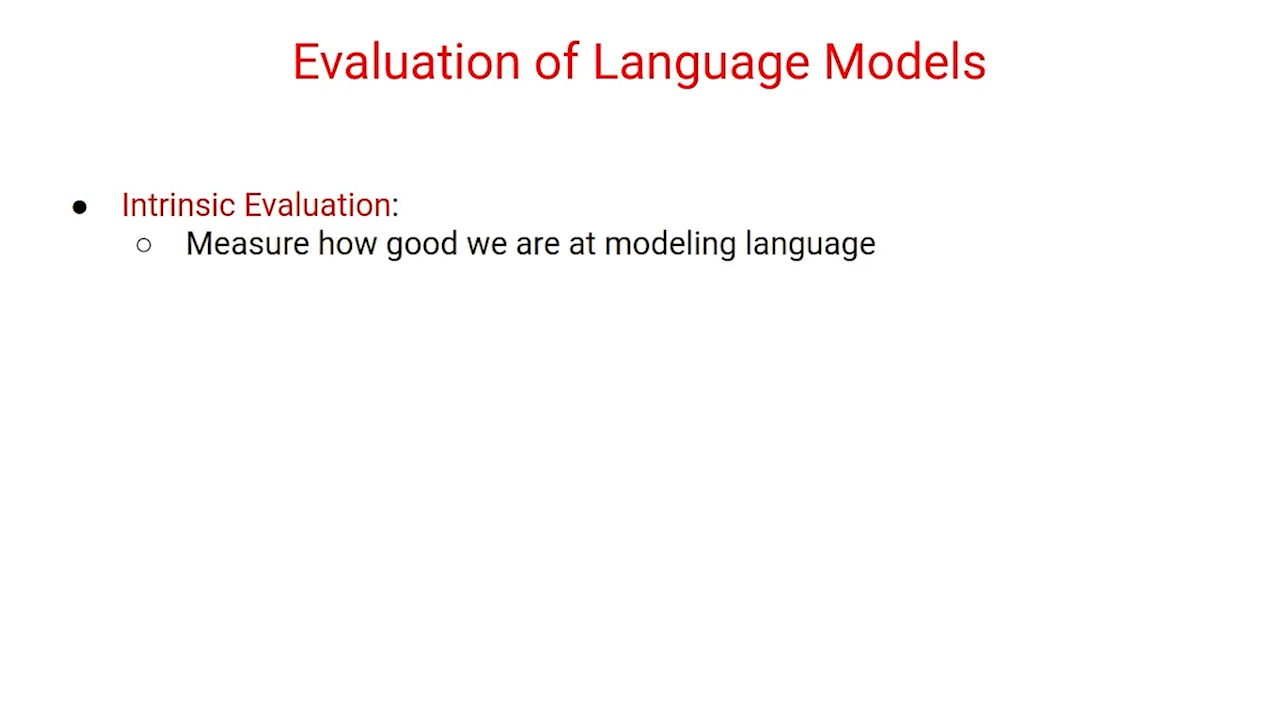 Evaluation of Language Models
● Intrinsic Evaluation:
○ Measure how good we are at modeling language